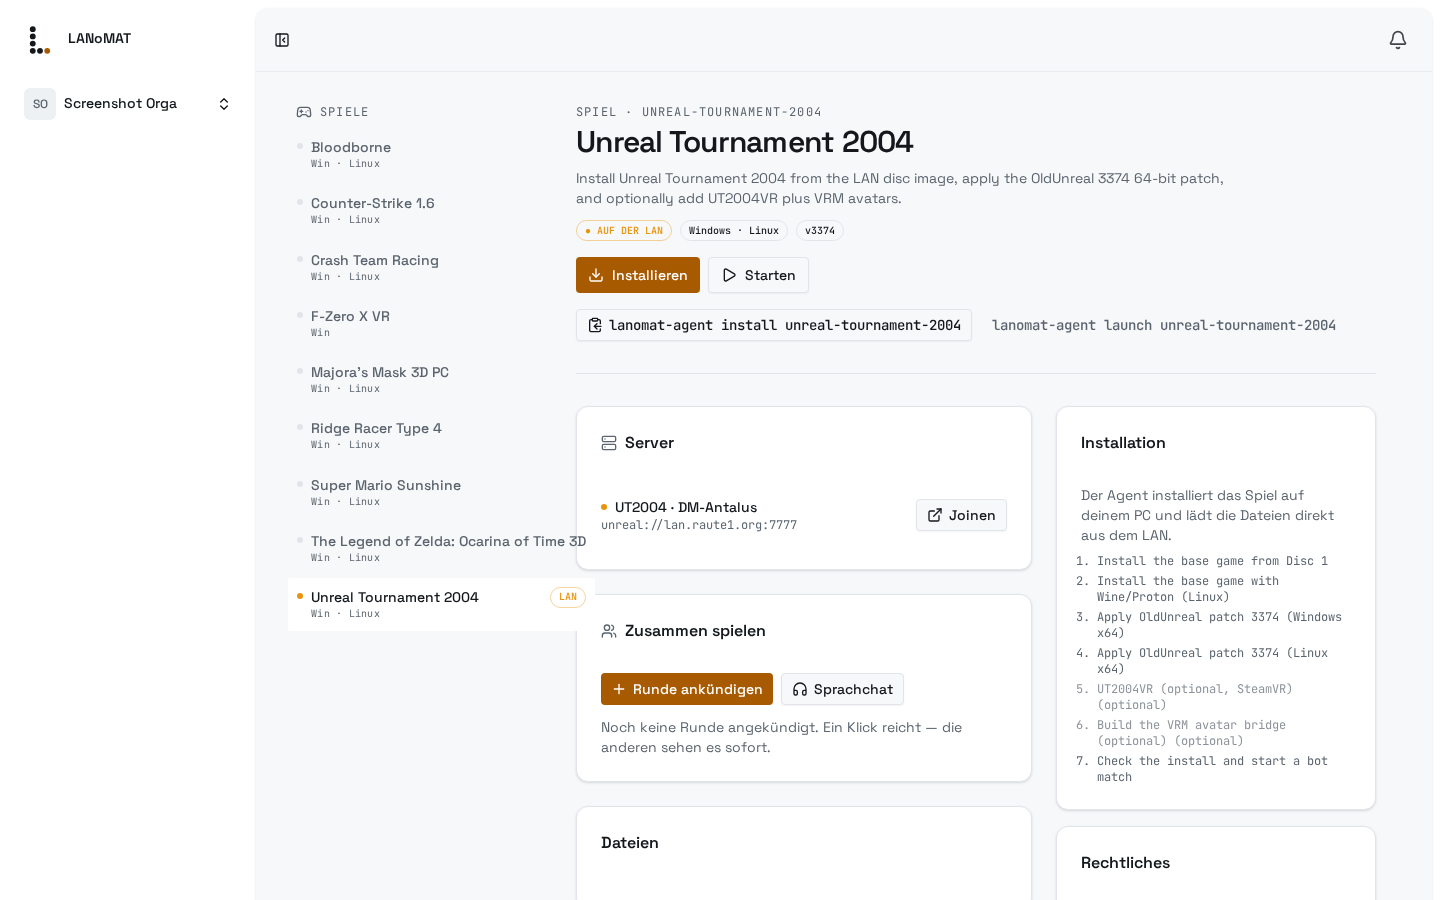 LANoMAT
SO Screenshot Orga
SPIELE
Bloodborne
Win · Linux
Counter-Strike 1.6
Win · Linux
Crash Team Racing
Win · Linux
F-Zero X VR
Win
Majora's Mask 3D PC
Win · Linux
Ridge Racer Type 4
Win · Linux
Super Mario Sunshine
Win · Linux
The Legend of Zelda: Ocarina of Time 3D
Win · Linux
Unreal Tournament 2004 LAN
Win · Linux
SPIEL · UNREAL-TOURNAMENT-2004
Unreal Tournament 2004
Install Unreal Tournament 2004 from the LAN disc image, apply the OldUnreal 3374 64-bit patch,
and optionally add UT2004VR plus VRM avatars.
AUF DER LAN Windows · Linux v3374
Installieren Starten
lanomat-agent install unreal-tournament-2004 lanomat-agent launch unreal-tournament-2004
Server
UT2004 · DM-Antalus
unreal://lan.raute1.org:7777
Joinen
Zusammen spielen
Runde ankündigen Sprachchat
Noch keine Runde angekündigt. Ein Klick reicht — die
anderen sehen es sofort.
Dateien
Installation
Der Agent installiert das Spiel auf
deinem PC und lädt die Dateien direkt
aus dem LAN.
1. Install the base game from Disc 1
2. Install the base game with
Wine/Proton (Linux)
3. Apply OldUnreal patch 3374 (Windows
x64)
4. Apply OldUnreal patch 3374 (Linux
x64)
5. UT2004VR (optional, SteamVR)
(optional)
6. Build the VRM avatar bridge
(optional) (optional)
7. Check the install and start a bot
match
Rechtliches